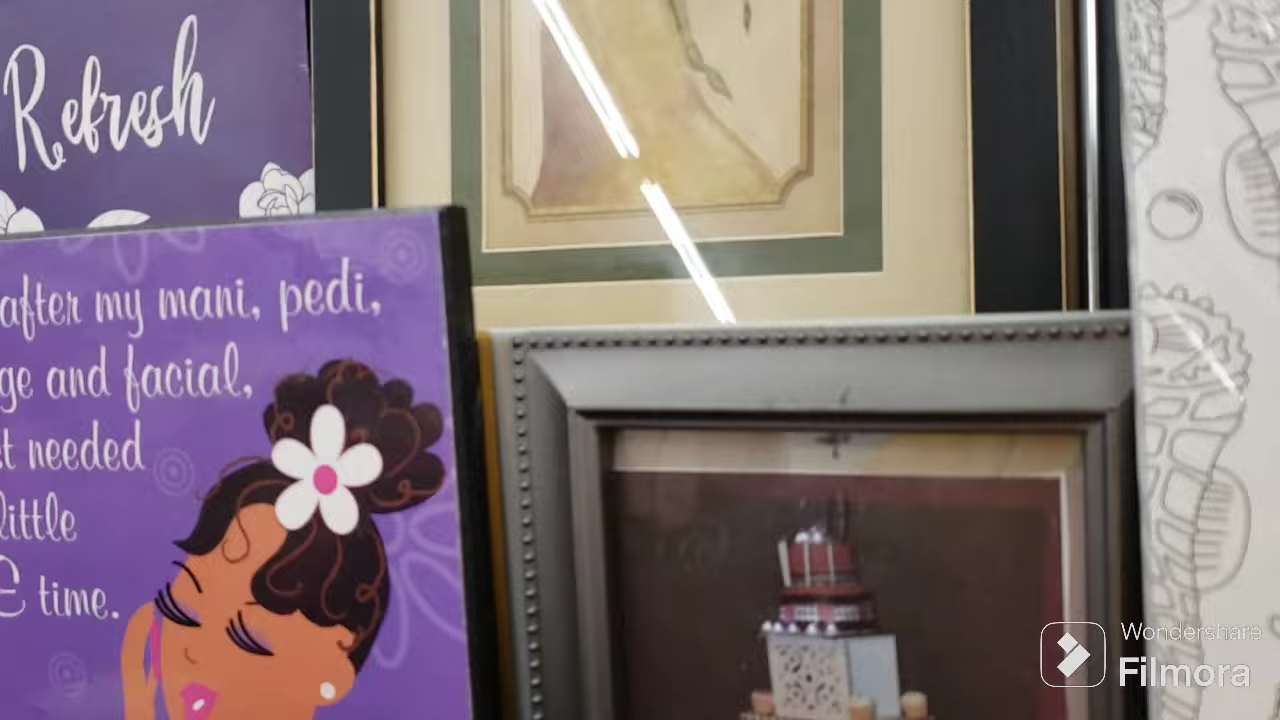 Refresh
after my mani, pedi,
ge and facial,
t needed
little
E time.
Wondershare
Filmora